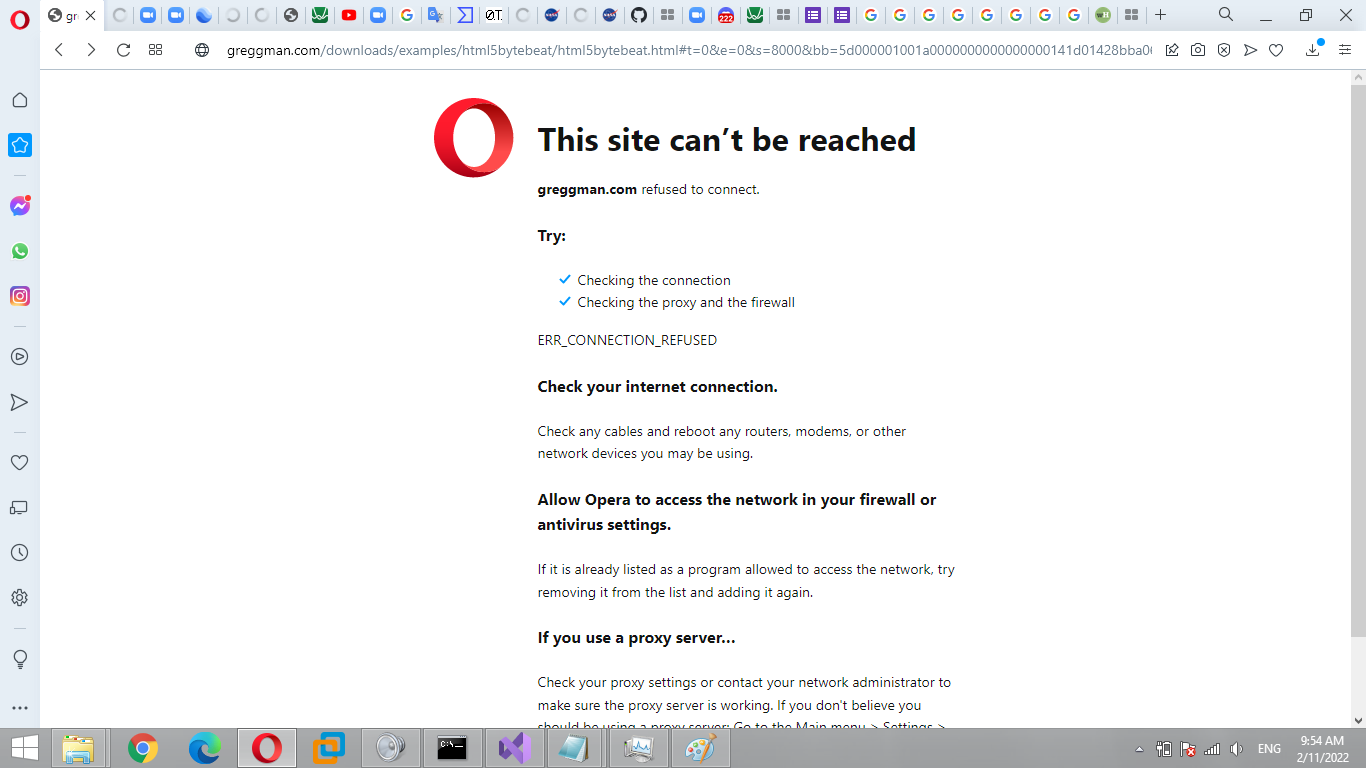 gr
0T.
222
greggman.com/downloads/examples/html5bytebeat/html5bytebeat.html#t=0&e=0&s=8000&bb=5d000001001a0000000000000000141d01428bba0
This site can’t be reached
greggman.com refused to connect.
Try:
Checking the connection
Checking the proxy and the firewall
ERR_CONNECTION_REFUSED
Check your internet connection.
Check any cables and reboot any routers, modems, or other
network devices you may be using.
Allow Opera to access the network in your firewall or
antivirus settings.
If it is already listed as a program allowed to access the network, try
removing it from the list and adding it again.
If you use a proxy server…
Check your proxy settings or contact your network administrator to
make sure the proxy server is working. If you don't believe you
should be using a proxy server: Go to the Main menu > Settings >
ENG
9:54 AM
2/11/2022